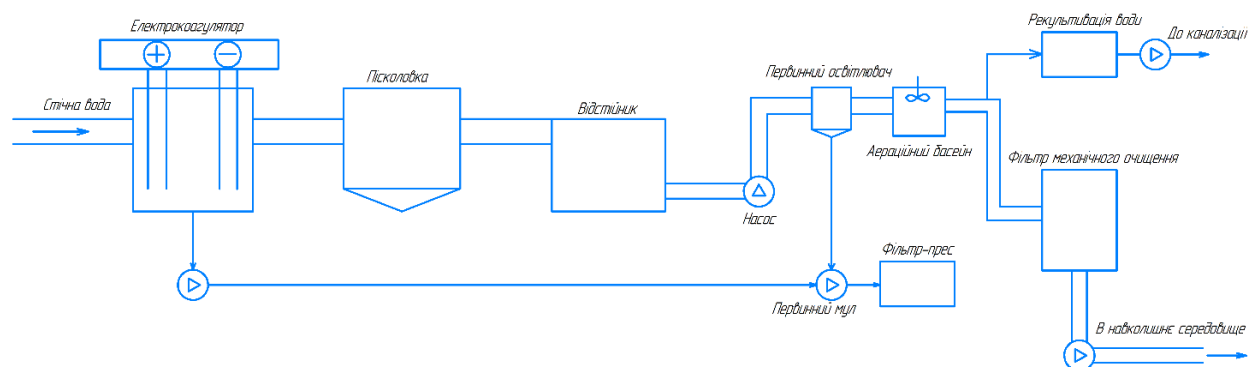 Електрокоагулятор
Стічна вода
Пісколовка
Відстійник
Насос
Первинний освітлювач
Аераційний басейн
Рекультивація води
До каналізації
Фільтр механічного очищення
Фільтр-прес
Первинний мул
В навколишнє середовище